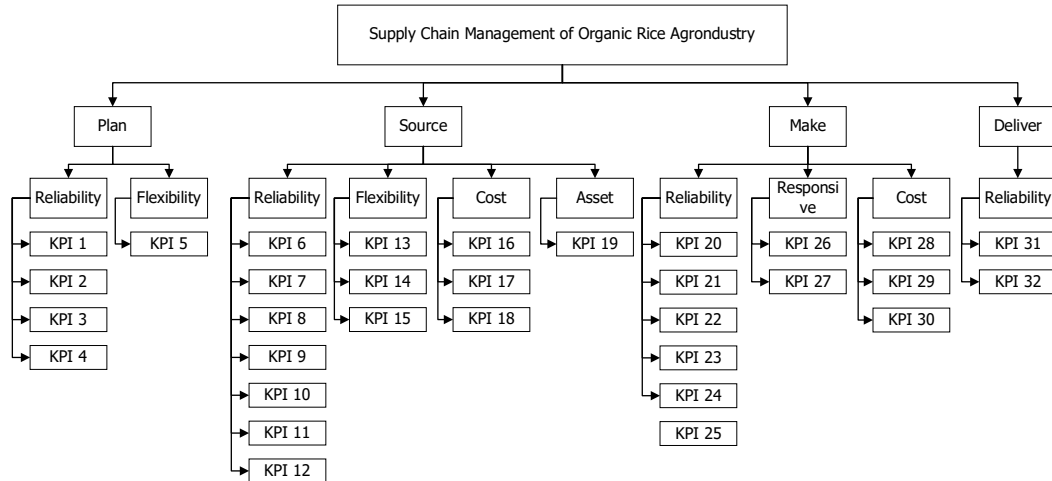 Supply Chain Management of Organic Rice Agrondustry
Plan
Source
Make
Deliver
Reliability
Flexibility
Reliability
Flexibility
Cost
Asset
Reliability
Responsi
ve
Cost
Reliability
KPI 1
KPI 2
KPI 3
KPI 4
KPI 5
KPI 6
KPI 7
KPI 8
KPI 9
KPI 10
KPI 11
KPI 12
KPI 13
KPI 14
KPI 15
KPI 16
KPI 17
KPI 18
KPI 19
KPI 20
KPI 21
KPI 22
KPI 23
KPI 24
KPI 25
KPI 26
KPI 27
KPI 28
KPI 29
KPI 30
KPI 31
KPI 32